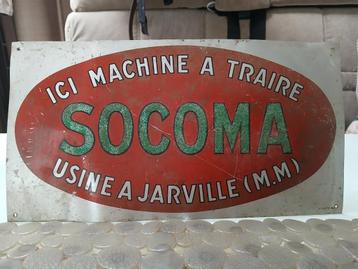 ICI MACHINE A TRAIRE
SOCOMA
USINE A JARVILLE (M.M)